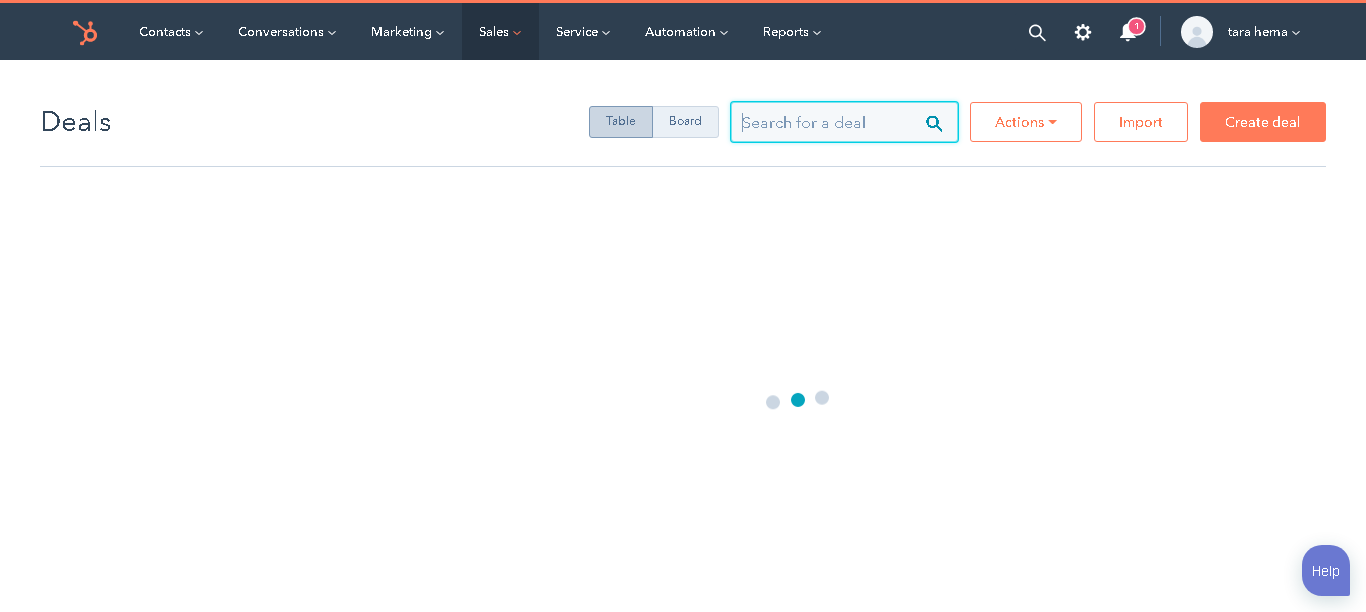 Contacts Conversations Marketing Sales Service Automation Reports 1 tara hema
Deals Table Board Search for a deal Actions Import Create deal
Help